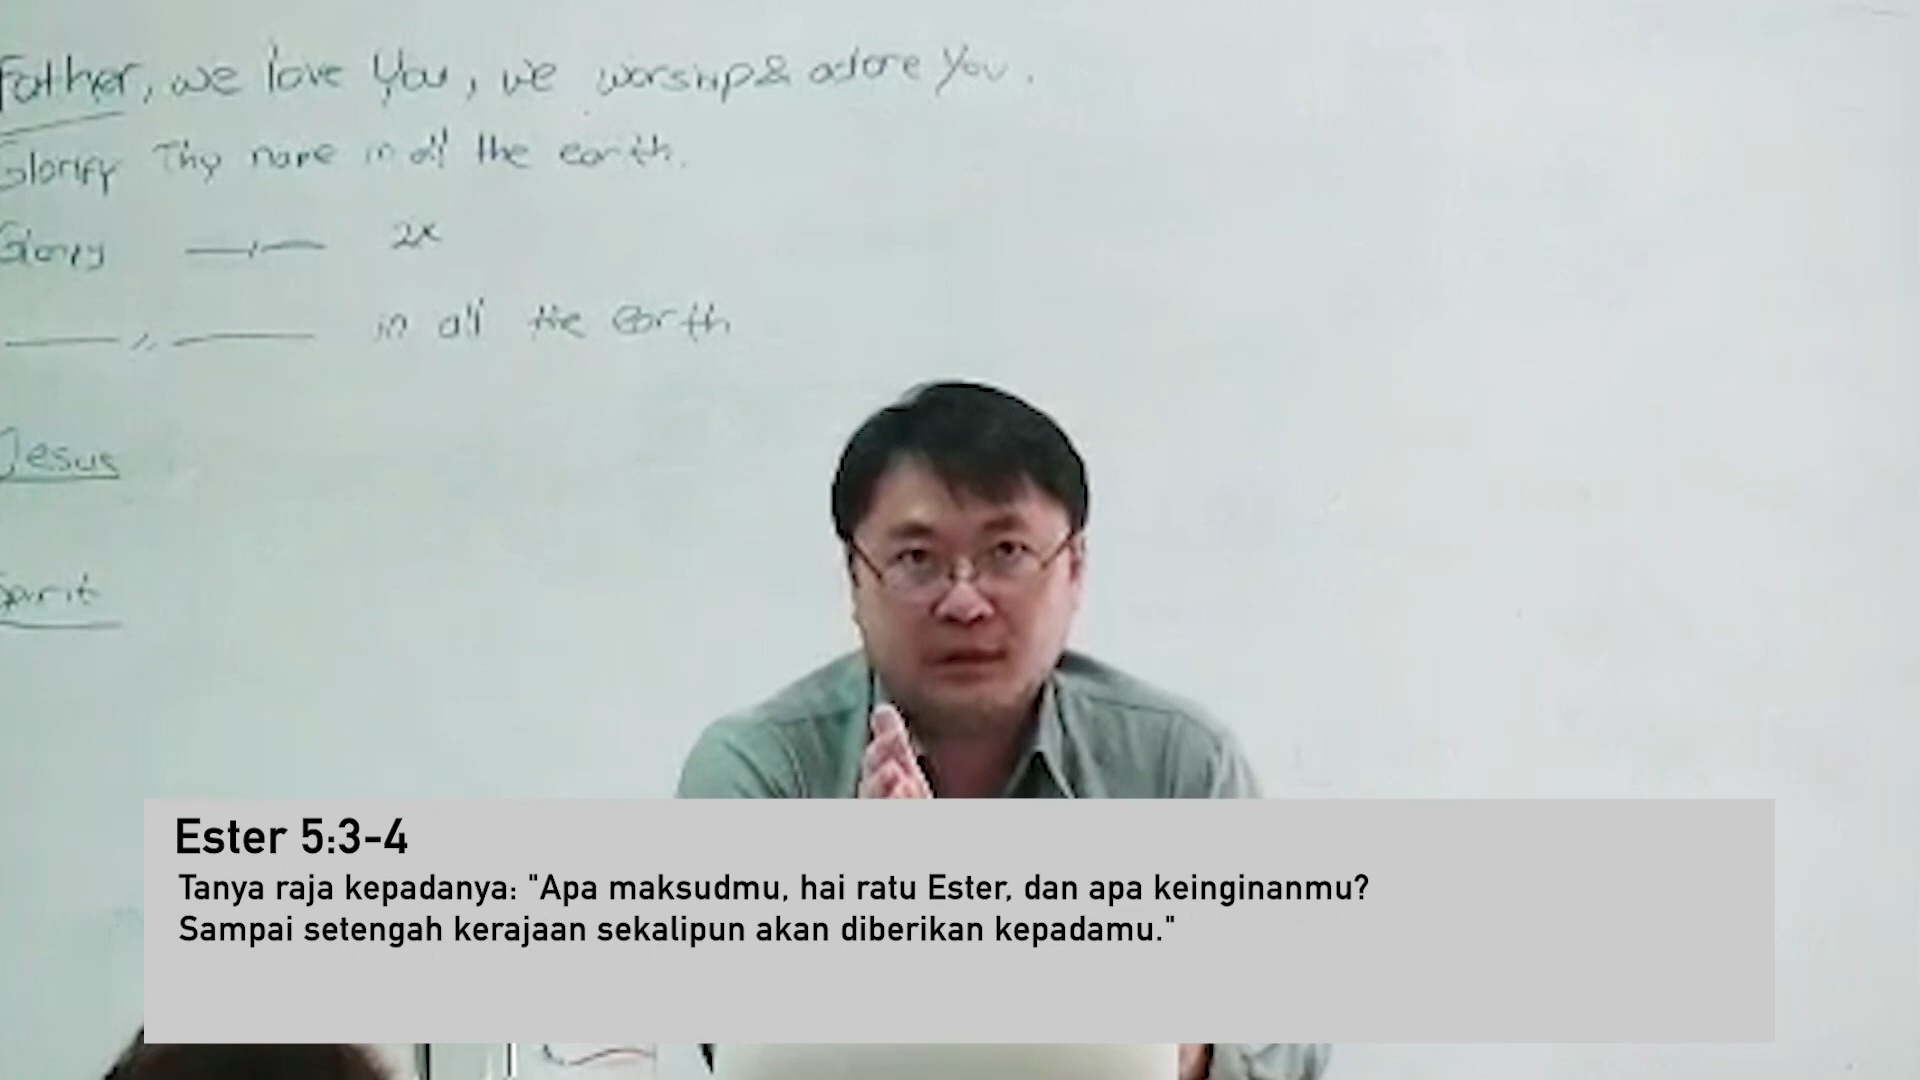 Father, we love You, we worship & adore You.
Glorify Thy name in all the earth.
Glory 2x
in all the earth
Jesus
Spirit
Ester 5:3-4
Tanya raja kepadanya: "Apa maksudmu, hai ratu Ester, dan apa keinginanmu?
Sampai setengah kerajaan sekalipun akan diberikan kepadamu."